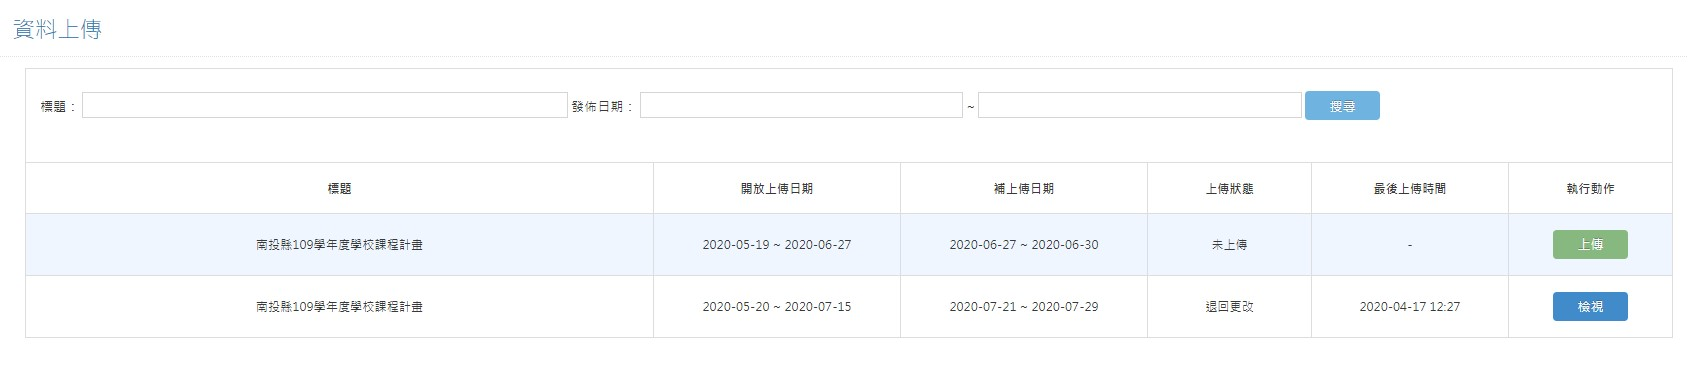 資料上傳
標題： 發佈日期： ~ 搜尋
標題 開放上傳日期 補上傳日期 上傳狀態 最後上傳時間 執行動作
南投縣109學年度學校課程計畫 2020-05-19 ~ 2020-06-27 2020-06-27 ~ 2020-06-30 未上傳 - 上傳
南投縣109學年度學校課程計畫 2020-05-20 ~ 2020-07-15 2020-07-21 ~ 2020-07-29 退回更改 2020-04-17 12:27 檢視